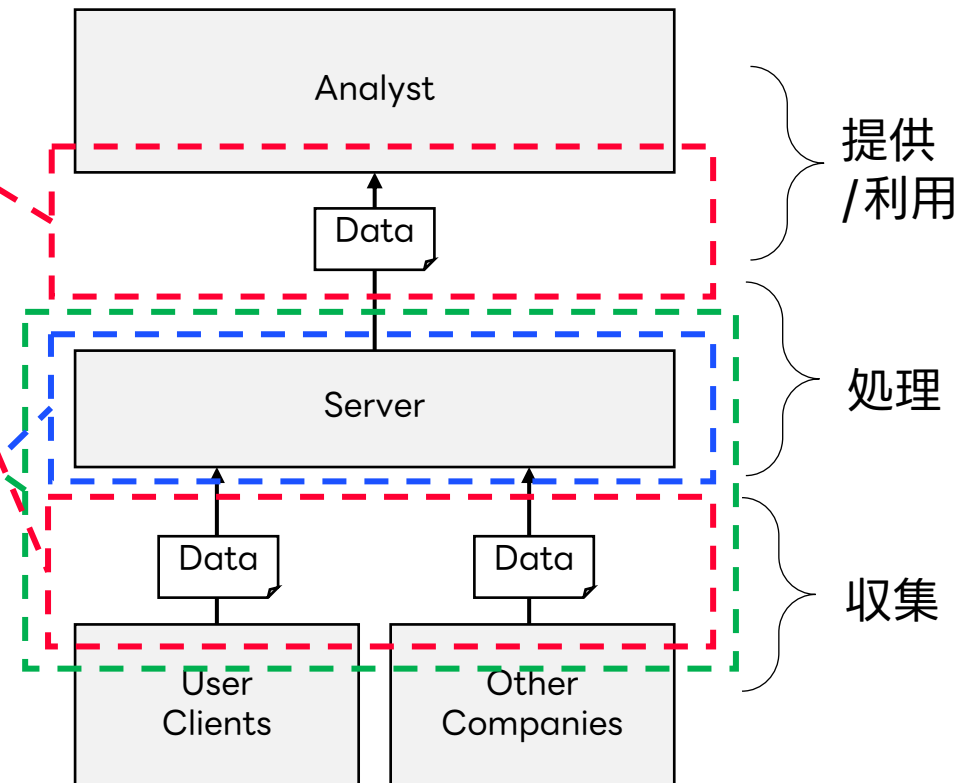 Analyst
提供
/利用
Data
Server
処理
Data
Data
収集
User
Clients
Other
Companies